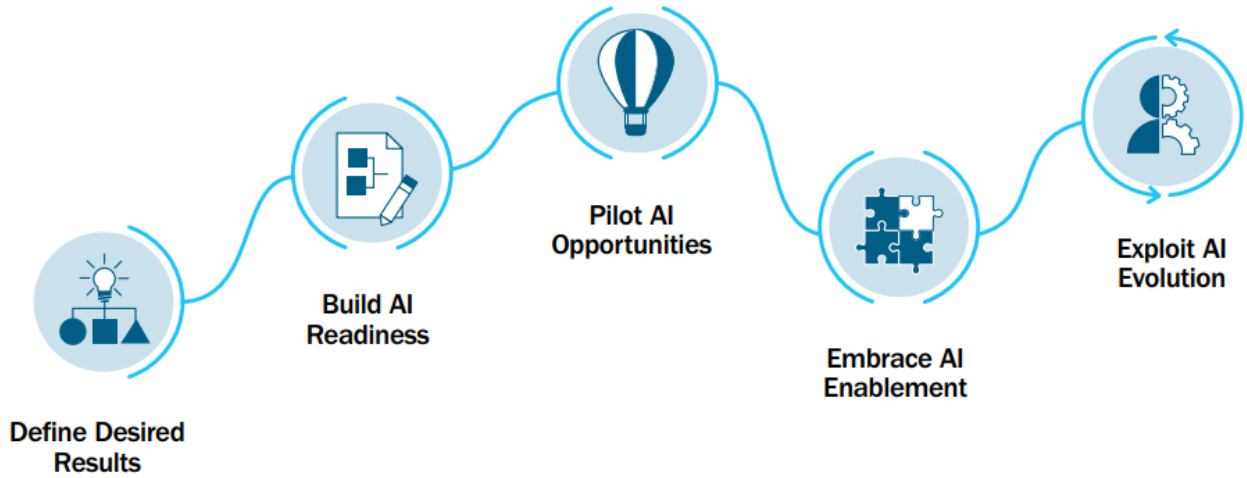 Define Desired
Results
Build AI
Readiness
Pilot AI
Opportunities
Embrace AI
Enablement
Exploit AI
Evolution